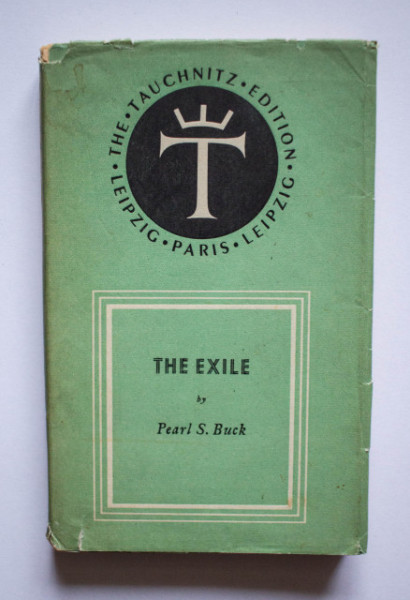 THE • TAUCHNITZ • EDITION • LEIPZIG • PARIS • LEIPZIG •
T
THE EXILE
by
Pearl S. Buck